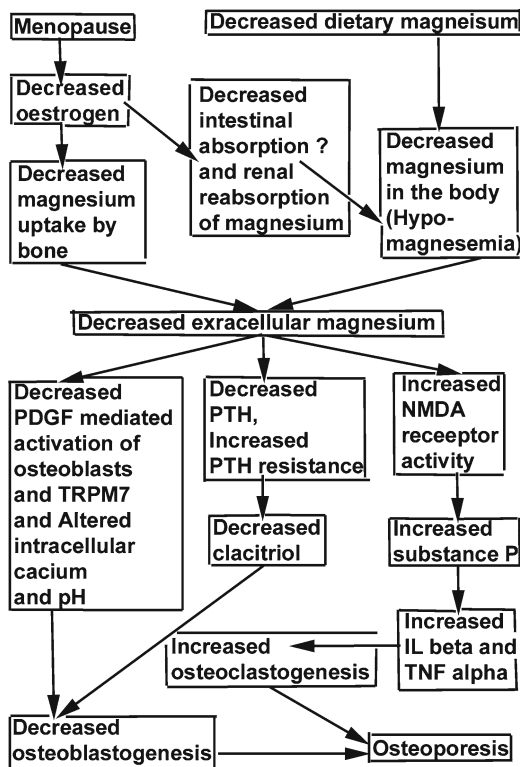 Menopause
Decreased dietary magneisum
Decreased
oestrogen
Decreased
intestinal
absorption ?
and renal
reabsorption
of magnesium
Decreased
magnesium
in the body
(Hypo-
magnesemia)
Decreased
magnesium
uptake by
bone
Decreased exracellular magnesium
Decreased
PDGF mediated
activation of
osteoblasts
and TRPM7
and Altered
intracellular
cacium
and pH
Decreased
PTH,
Increased
PTH resistance
Increased
NMDA
receeptor
activity
Decreased
clacitriol
Increased
substance P
Increased
IL beta and
TNF alpha
Increased
osteoclastogenesis
Decreased
osteoblastogenesis
Osteoporesis